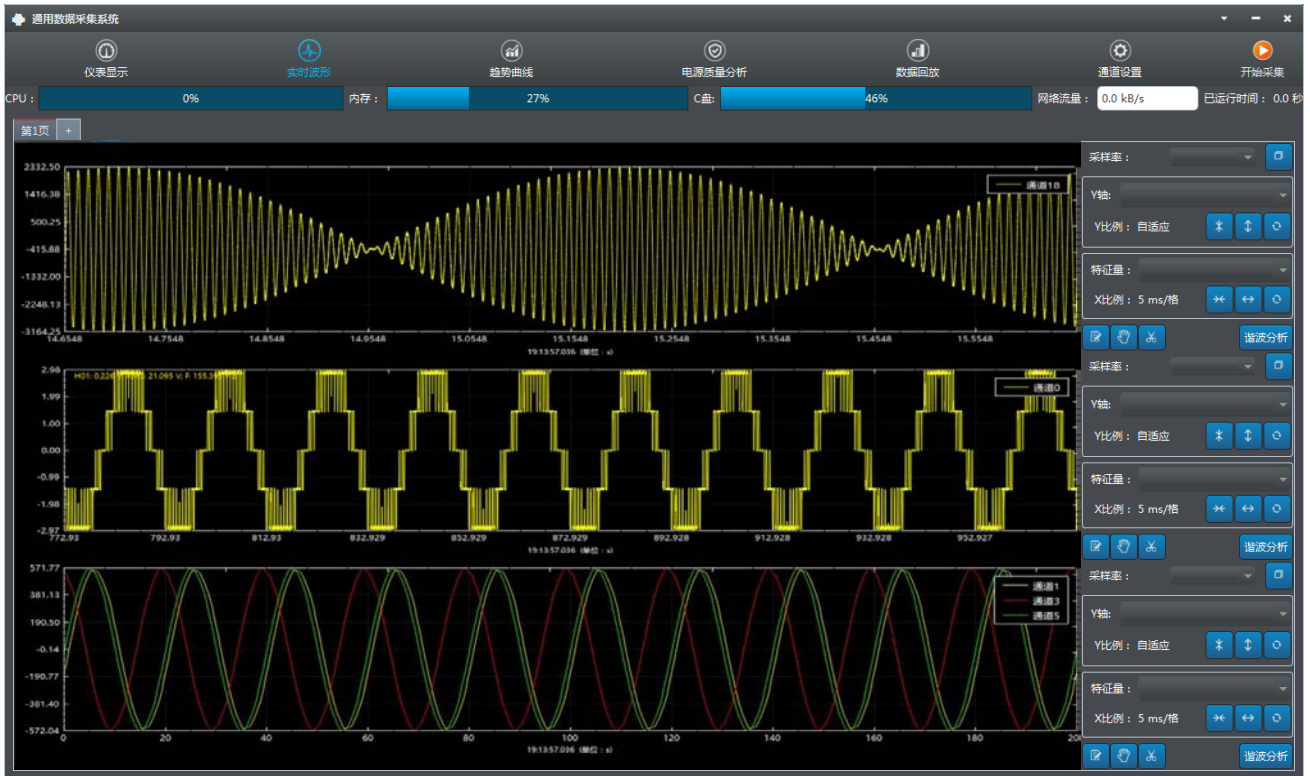 通用数据采集系统
仪表显示 实时波形 趋势曲线 电源质量分析 数据回放 通道设置 开始采集
CPU： 0% 内存： 27% C盘: 46% 网络流量： 0.0 kB/s 已运行时间： 0.0 秒
第1页 +
2332.50
1416.38
500.25
-415.88
-1332.00
-2248.13
-3164.25
14.6548 14.7548 14.8548 14.9548 15.0548 15.1548 15.2548 15.3548 15.4548 15.5548
19:13:57.036 (单位：s)
通道18
采样率：
Y轴:
Y比例： 自适应
特征量：
X比例： 5 ms/格
谐波分析
2.98
1.99
1.00
0.00
-0.99
-1.98
-2.97
772.93 792.93 812.93 832.929 852.929 872.929 892.928 912.928 932.928 952.927
19:13:57.036 (单位：s)
H01: 0.226 21.095 V; F: 155.39
通道0
采样率：
Y轴:
Y比例： 自适应
特征量：
X比例： 5 ms/格
谐波分析
571.77
381.13
190.50
-0.14
-190.77
-381.40
-572.04
0 20 40 60 80 100 120 140 160 180 200
19:13:57.036 (单位：s)
通道1
通道3
通道5
采样率：
Y轴:
Y比例： 自适应
特征量：
X比例： 5 ms/格
谐波分析